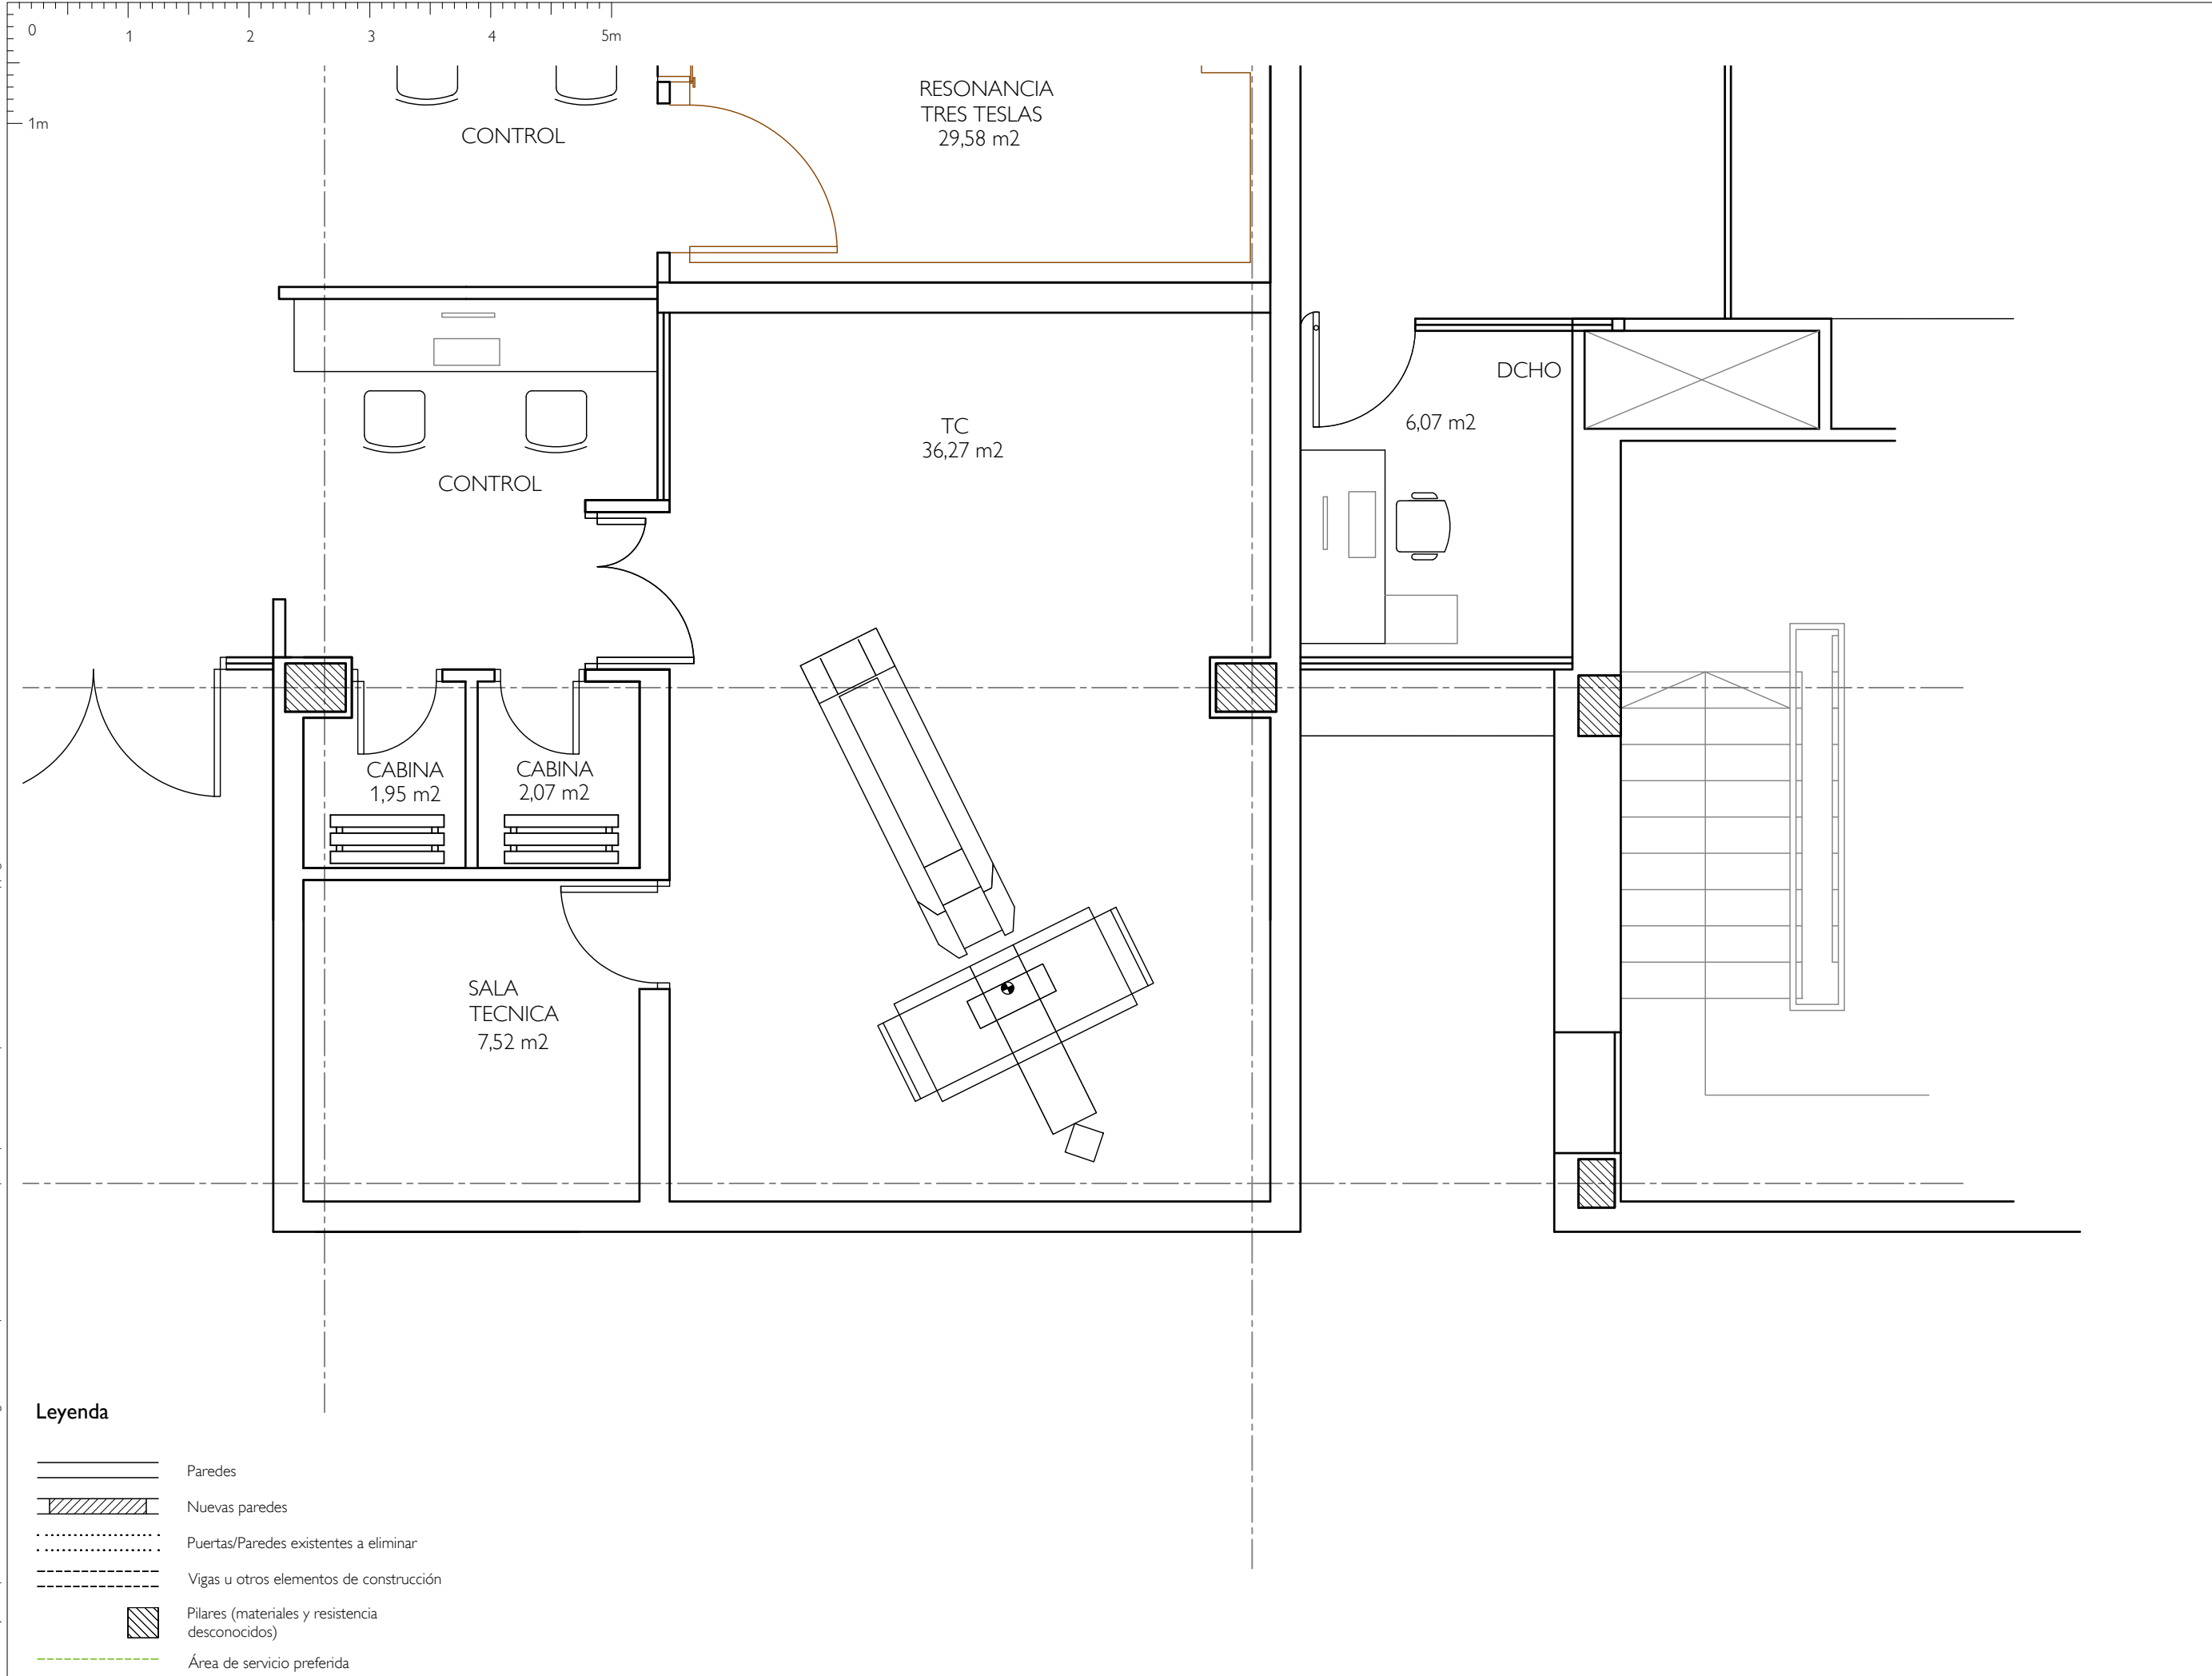 0 1 2 3 4 5m
1m
RESONANCIA
TRES TESLAS
29,58 m2
CONTROL
DCHO
6,07 m2
TC
36,27 m2
CONTROL
CABINA
1,95 m2
CABINA
2,07 m2
SALA
TECNICA
7,52 m2
Leyenda
Paredes
Nuevas paredes
Puertas/Paredes existentes a eliminar
Vigas u otros elementos de construcción
Pilares (materiales y resistencia
desconocidos)
Área de servicio preferida